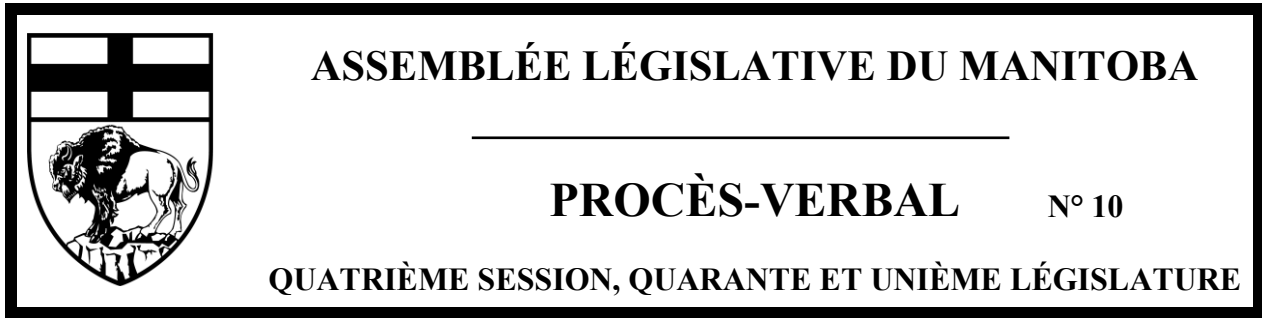 ASSEMBLÉE LÉGISLATIVE DU MANITOBA
PROCÈS-VERBAL N° 10
QUATRIÈME SESSION, QUARANTE ET UNIÈME LÉGISLATURE